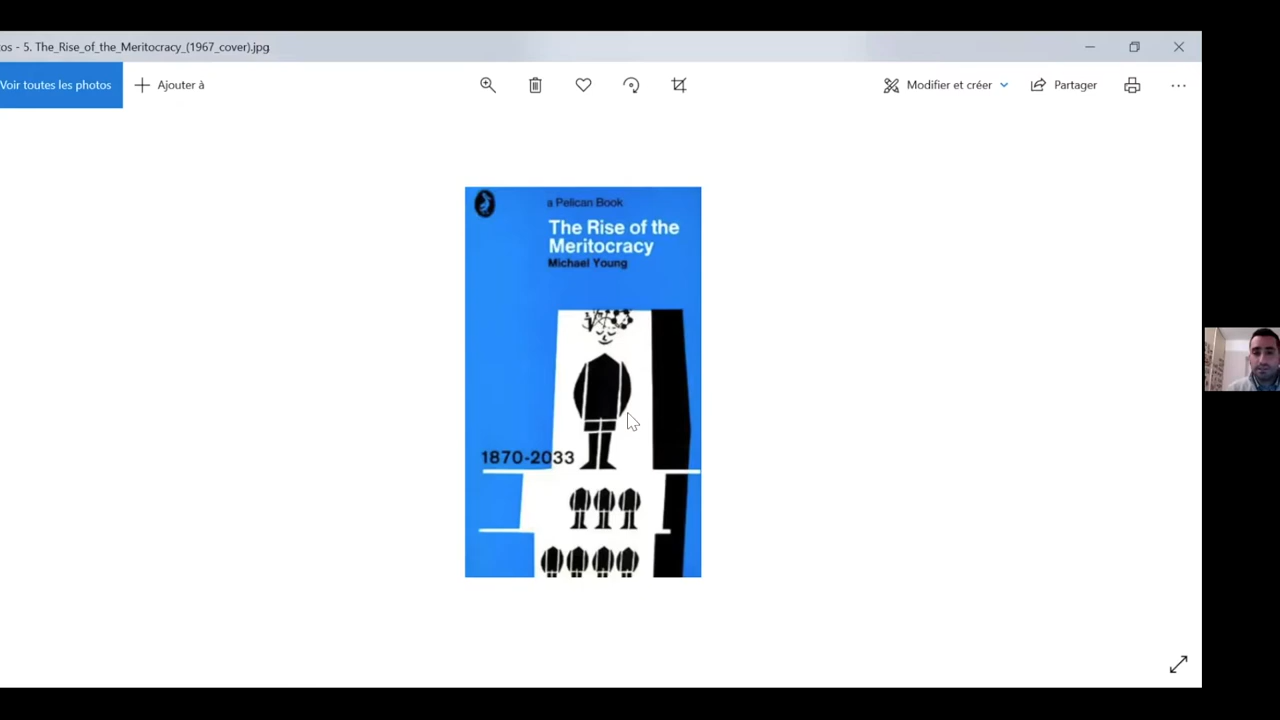 os - 5. The_Rise_of_the_Meritocracy_(1967_cover).jpg
Voir toutes les photos
Ajouter à
Modifier et créer
Partager
a Pelican Book
The Rise of the
Meritocracy
Michael Young
1870-2033